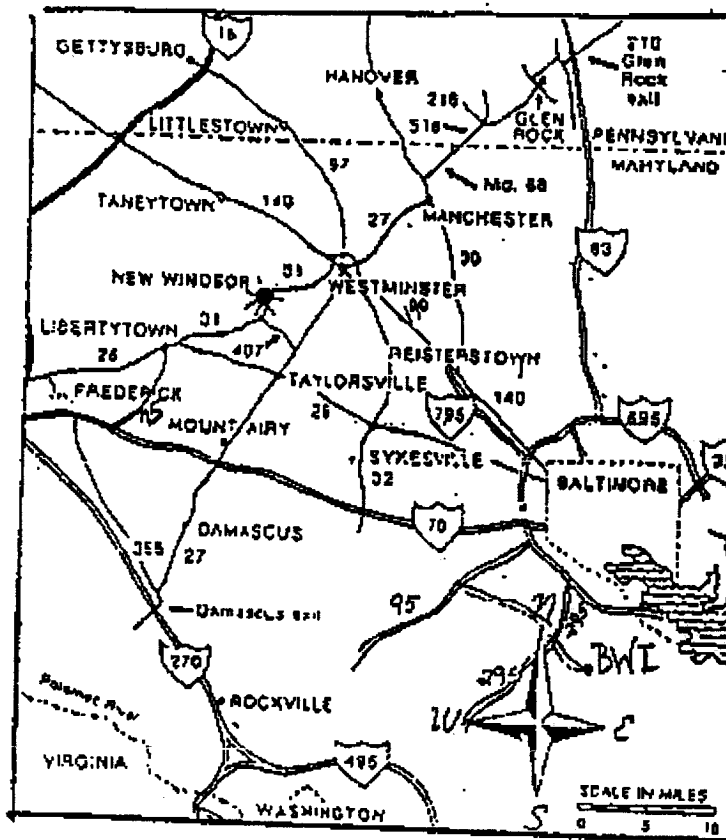 15
GETTYSBURG
HANOVER
Glen
Rock
exit
216
516
GLEN
ROCK
LITTLESTOWN
PENNSYLVANI
MARYLAND
97
TANEYTOWN
140
27
MANCHESTER
30
83
NEW WINDSOR
31
WESTMINSTER
LIBERTYTOWN
31
407
26
REISTERSTOWN
FREDERICK
TAYLORSVILLE
795
140
695
MOUNT AIRY
26
SYKESVILLE
BALTIMORE
32
70
DAMASCUS
355
27
95
N
Damascus exit
295
BWI
270
W
E
Potomac River
ROCKVILLE
VIRGINIA
495
S
SCALE IN MILES
0 5 10
WASHINGTON